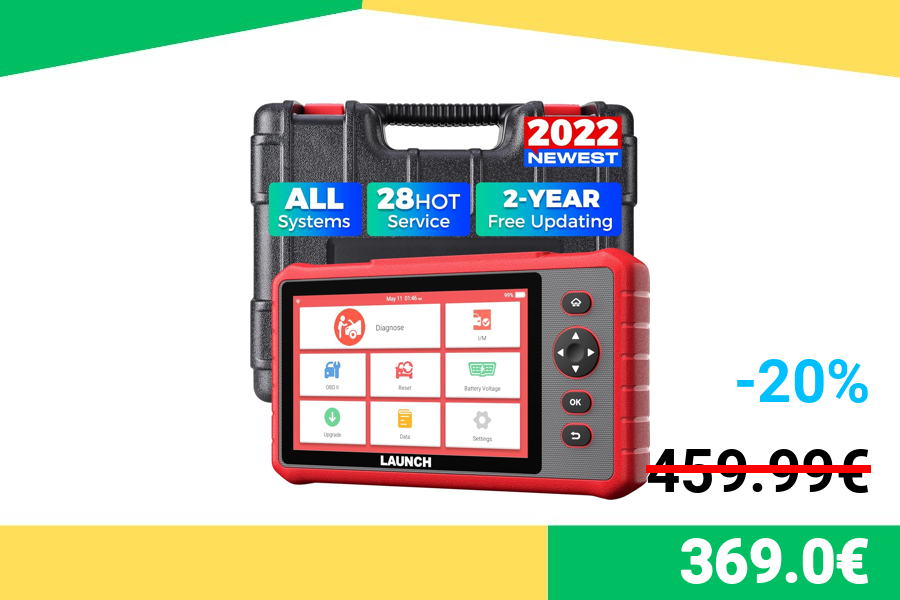 2022
NEWEST
ALL
Systems
28HOT
Service
2-YEAR
Free Updating
May 11 01:46 AM
99%
Diagnose
I/M
OBD II
Reset
Battery Voltage
Upgrade
Data
Settings
OK
LAUNCH
-20%
459.99€
369.0€